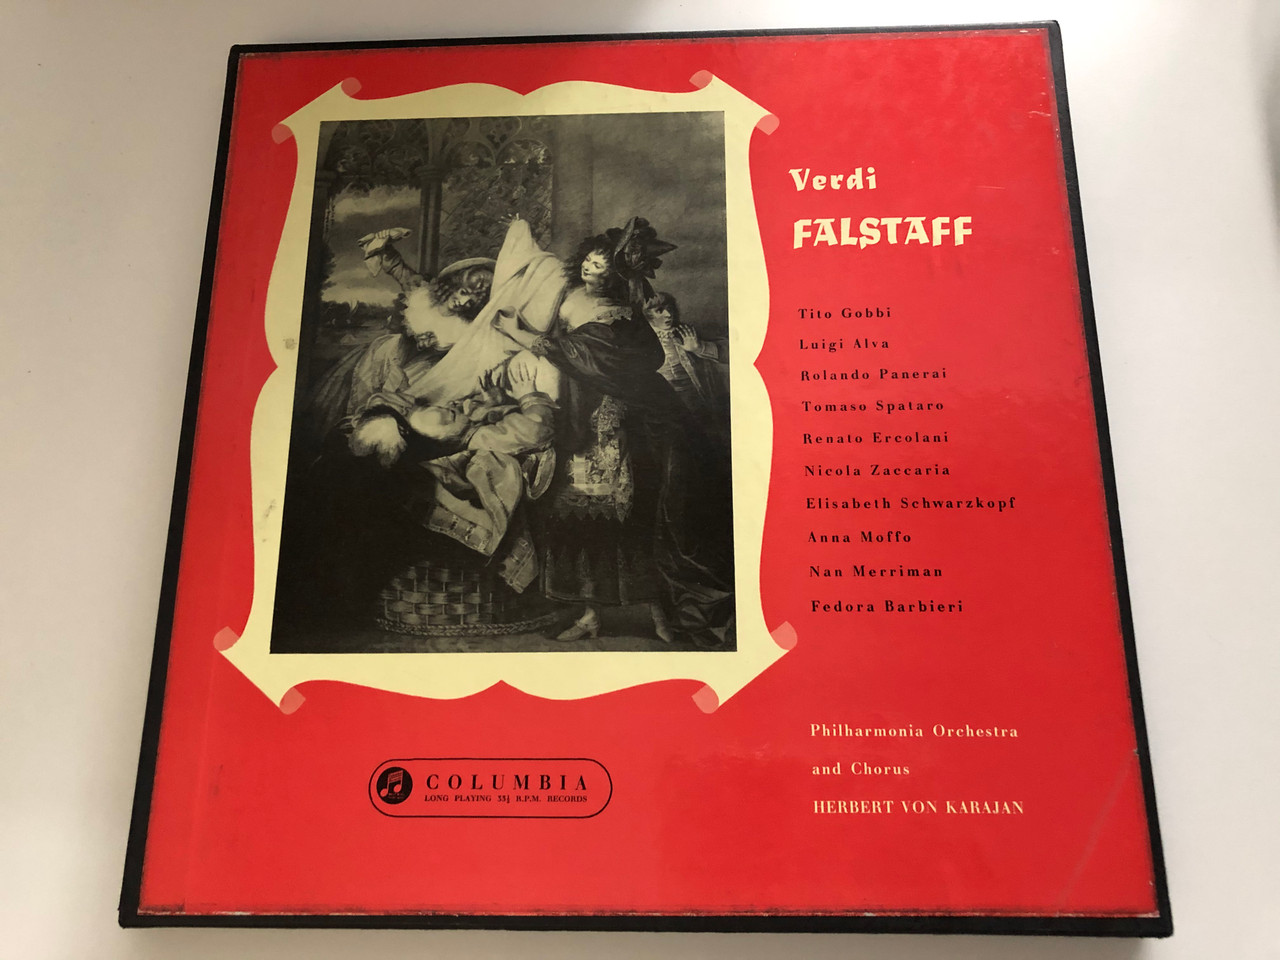 Verdi
FALSTAFF
Tito Gobbi
Luigi Alva
Rolando Panerai
Tomaso Spataro
Renato Ercolani
Nicola Zaccaria
Elisabeth Schwarzkopf
Anna Moffo
Nan Merriman
Fedora Barbieri
Philharmonia Orchestra
and Chorus
HERBERT VON KARAJAN
COLUMBIA
LONG PLAYING 33⅓ R.P.M. RECORDS